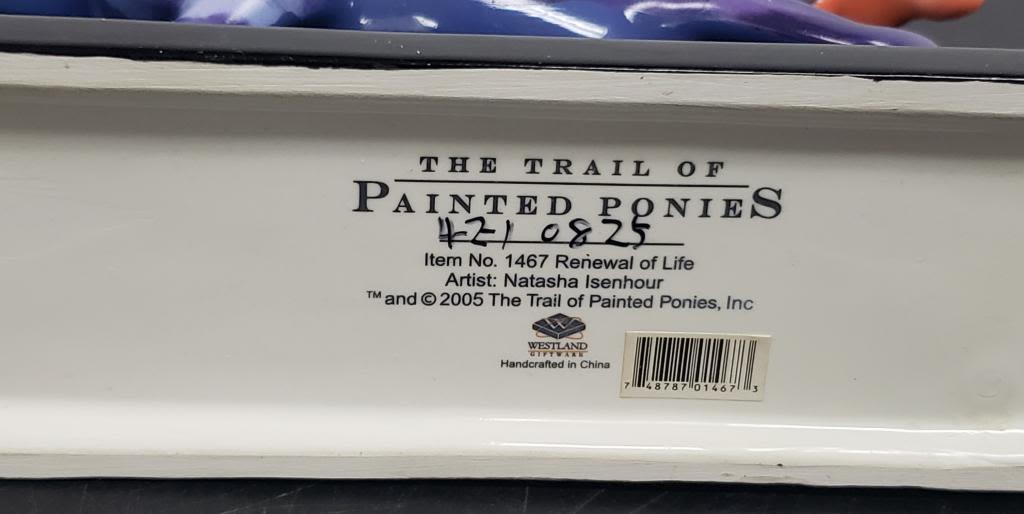 THE TRAIL OF
PAINTED PONIES
421 0825
Item No. 1467 Renewal of Life
Artist: Natasha Isenhour
™ and © 2005 The Trail of Painted Ponies, Inc
WESTLAND
GIFTWARE
Handcrafted in China
7 48787 01467 3